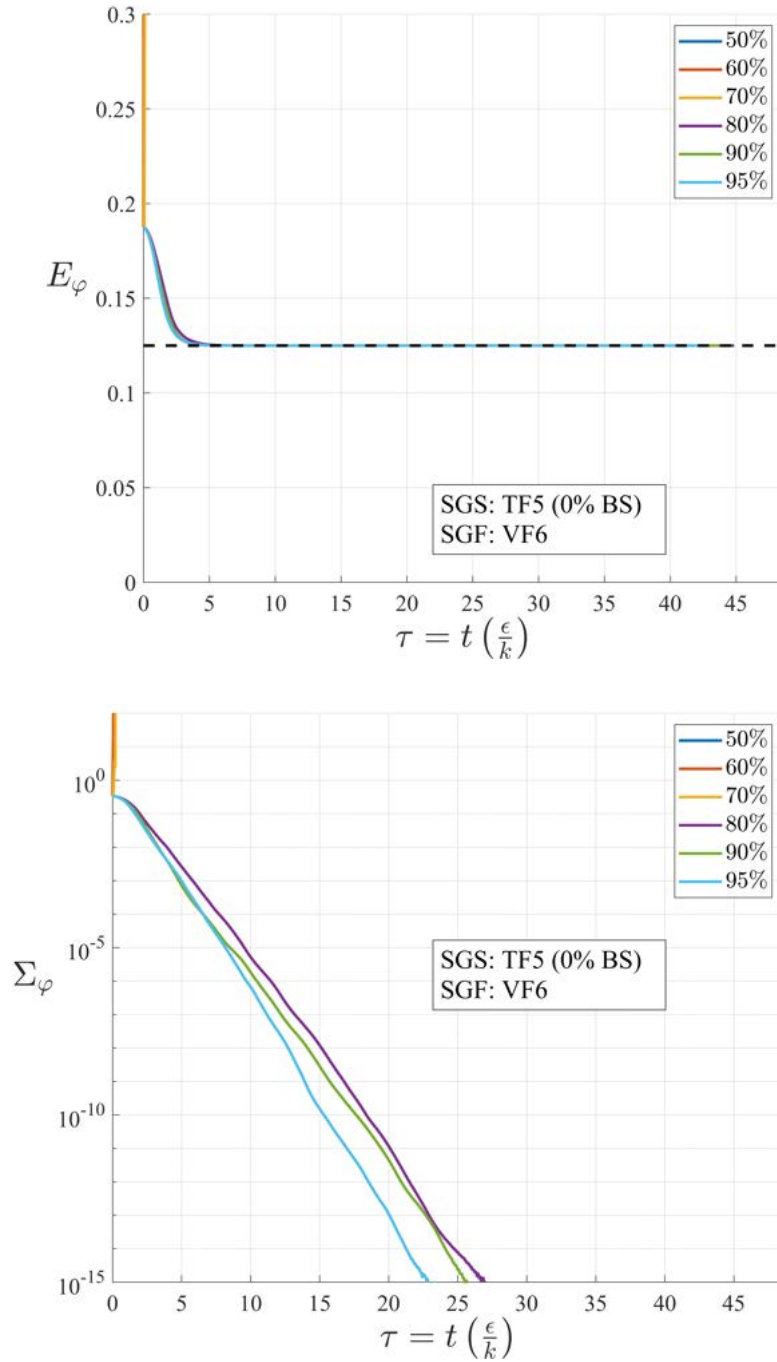 0.3
0.25
0.2
0.15
0.1
0.05
0
E_φ
50%
60%
70%
80%
90%
95%
SGS: TF5 (0% BS)
SGF: VF6
0 5 10 15 20 25 30 35 40 45
τ = t (ϵ/k)
10^0
10^-5
10^-10
10^-15
Σ_φ
50%
60%
70%
80%
90%
95%
SGS: TF5 (0% BS)
SGF: VF6
0 5 10 15 20 25 30 35 40 45
τ = t (ϵ/k)